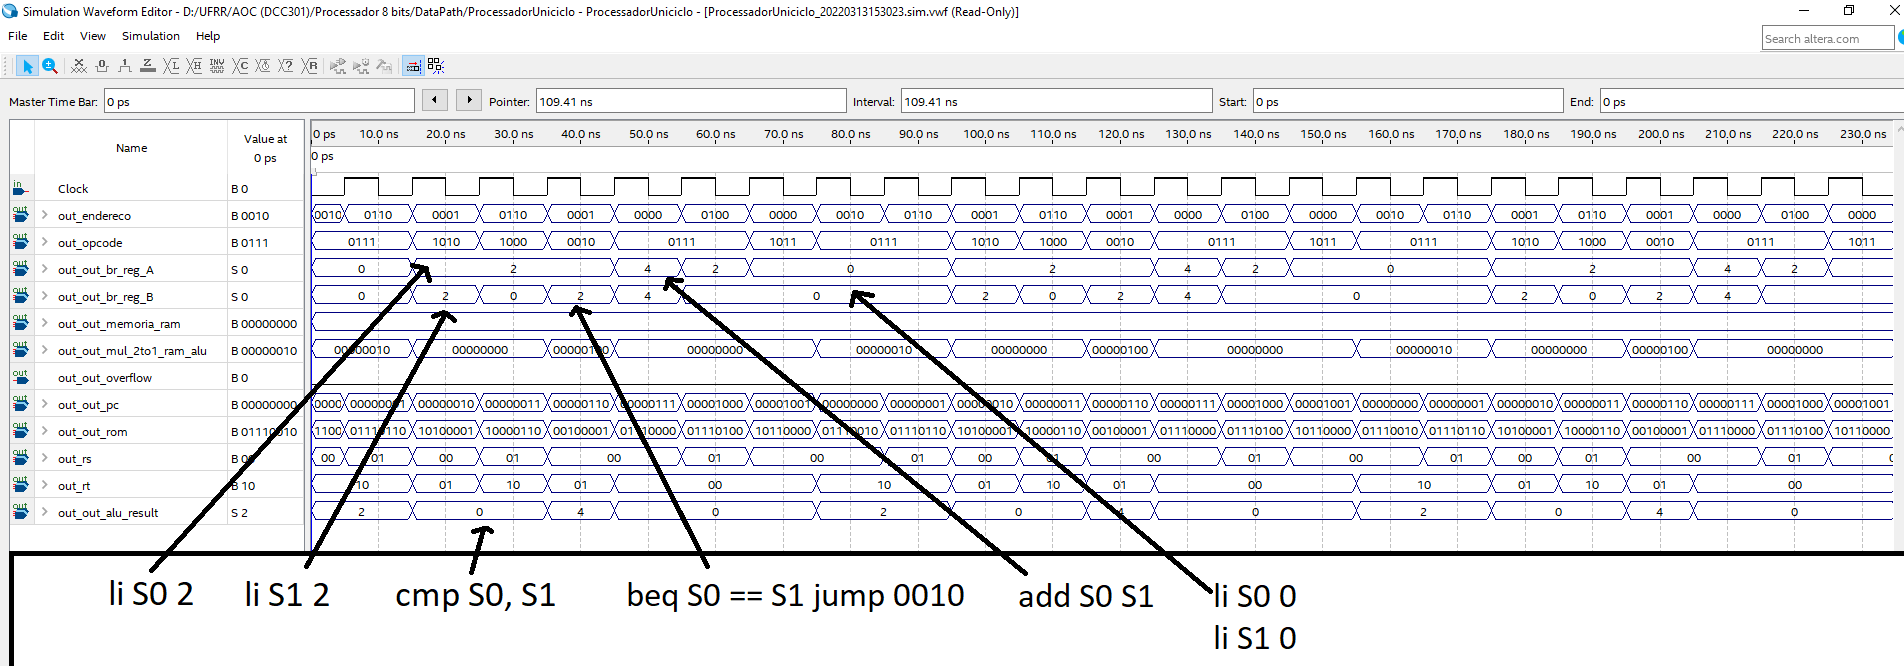 Simulation Waveform Editor - D:/UFRR/AOC (DCC301)/Processador 8 bits/DataPath/ProcessadorUniciclo - ProcessadorUniciclo - [ProcessadorUniciclo_20220313153023.sim.vwf (Read-Only)]
File Edit View Simulation Help
Search altera.com
Master Time Bar: 0 ps Pointer: 109.41 ns Interval: 109.41 ns Start: 0 ps End: 0 ps
Name Value at 0 ps
0 ps 10.0 ns 20.0 ns 30.0 ns 40.0 ns 50.0 ns 60.0 ns 70.0 ns 80.0 ns 90.0 ns 100.0 ns 110.0 ns 120.0 ns 130.0 ns 140.0 ns 150.0 ns 160.0 ns 170.0 ns 180.0 ns 190.0 ns 200.0 ns 210.0 ns 220.0 ns 230.0 ns
0 ps
in Clock B 0
out out_endereco B 0010 0010 0110 0001 0110 0001 0000 0100 0000 0010 0110 0001 0110 0001 0000 0100 0000 0010 0110 0001 0110 0001 0000 0100 0000
out out_opcode B 0111 0111 1010 1000 0010 0111 1011 0111 1010 1000 0010 0111 1011 0111 1010 1000 0010 0111 1011
out out_out_br_reg_A S 0 0 2 4 2 0 2 4 2 0 2 4 2
out out_out_br_reg_B S 0 0 2 0 2 4 0 2 0 2 4 0 2 0 2 4
out out_out_memoria_ram B 00000000
out out_out_mul_2to1_ram_alu B 00000010 00000010 00000000 00000100 00000000 00000010 00000000 00000100 00000000 00000010 00000000 00000100 00000000
out out_out_overflow B 0
out out_out_pc B 00000000 0000 00000001 00000010 00000011 00000110 00000111 00001000 00001001 00000000 00000001 00000010 00000011 00000110 00000111 00001000 00001001 00000000 00000001 00000010 00000011 00000110 00000111 00001000 00001001
out out_out_rom B 01110010 1100 01110110 10100001 10000110 00100001 01110000 01110100 10110000 01110010 01110110 10100001 10000110 00100001 01110000 01110100 10110000 01110010 01110110 10100001 10000110 00100001 01110000 01110100 10110000
out out_rs B 00 00 01 00 01 00 01 00 01 00 01 00 01 00 01 00 01 00 01
out out_rt B 10 10 01 10 01 00 10 01 10 01 00 10 01 10 01 00
out out_out_alu_result S 2 2 0 4 0 2 0 4 0 2 0 4 0
li S0 2 li S1 2 cmp S0, S1 beq S0 == S1 jump 0010 add S0 S1 li S0 0
li S1 0